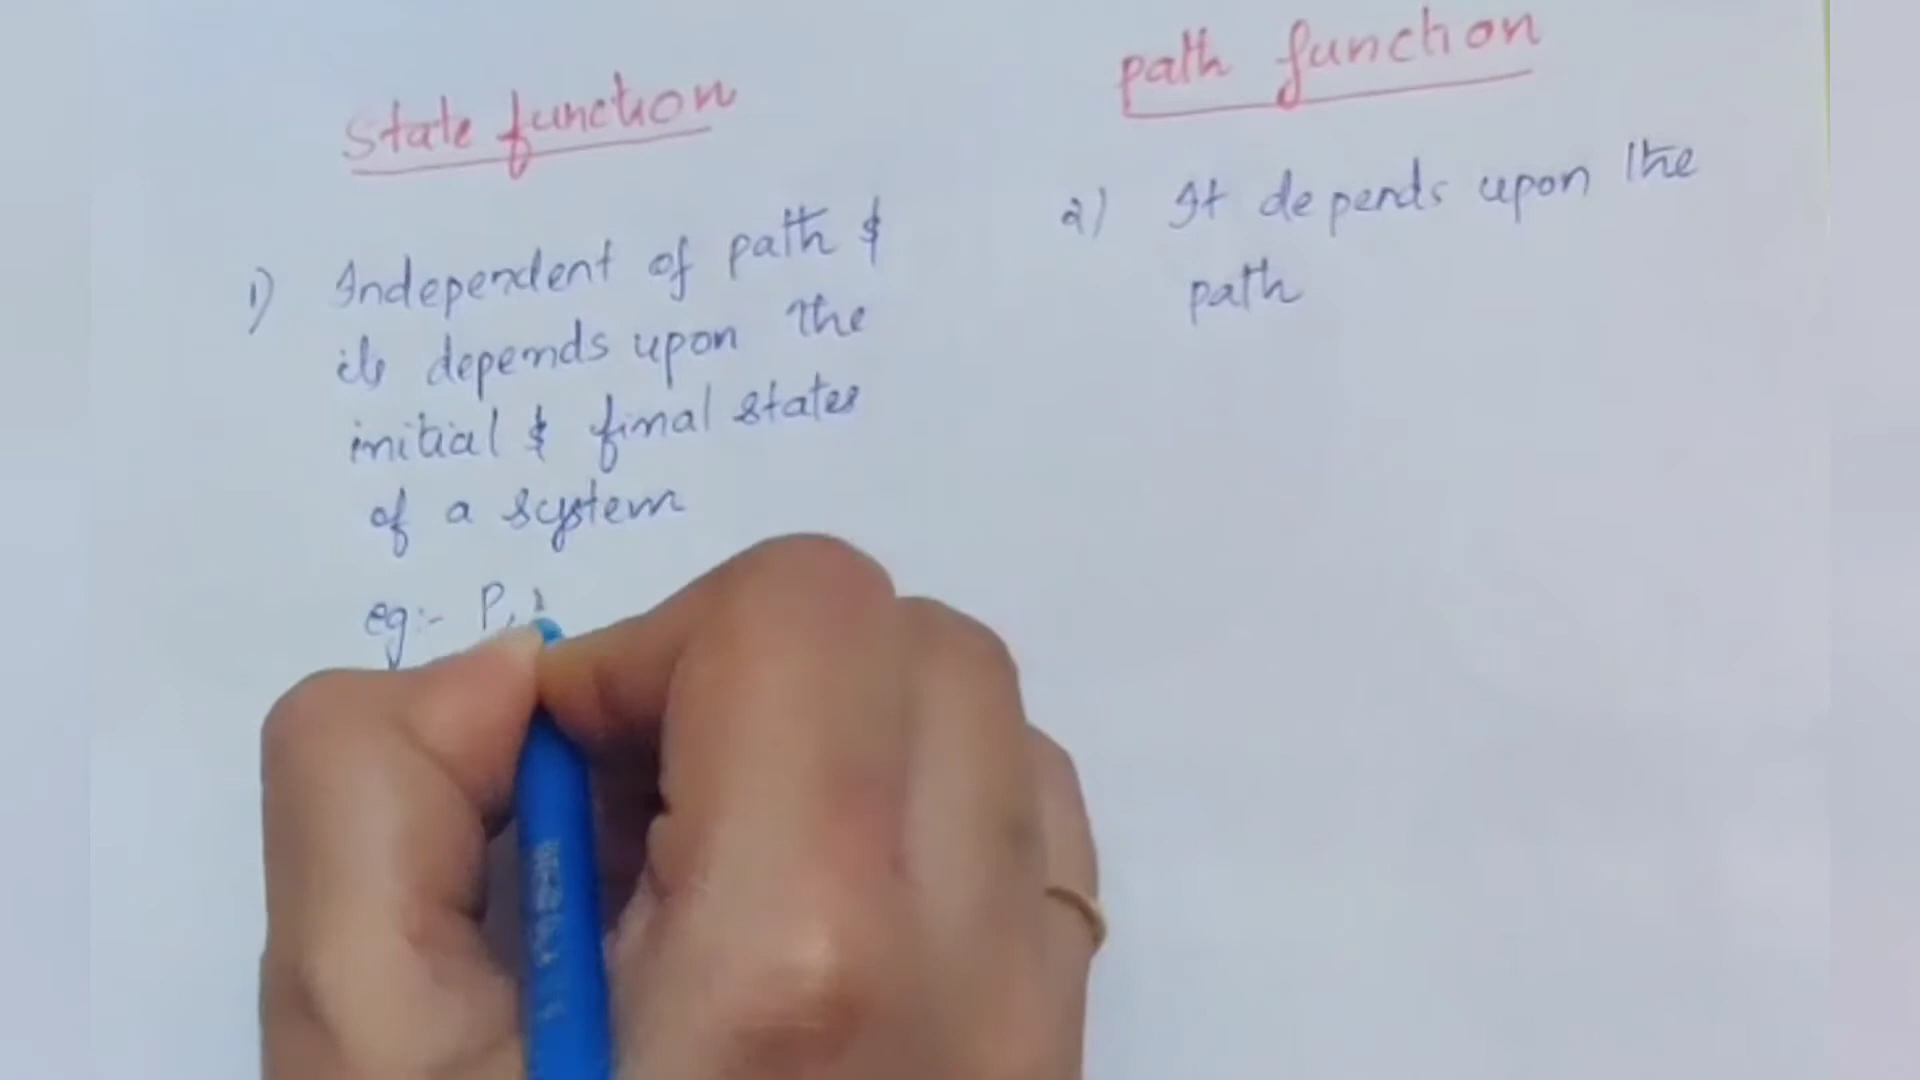 State function
1) Independent of path &
its depends upon the
initial & final states
of a system
eg:- P,
path function
2) It depends upon the
path